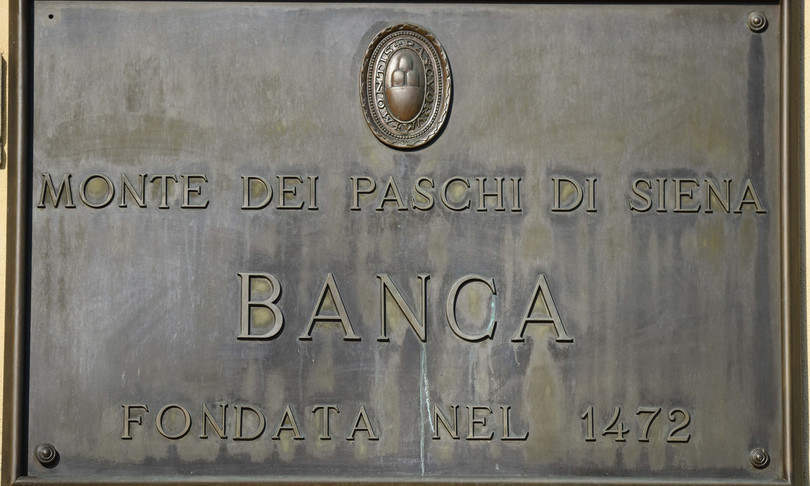 MONTE DEI PASCHI DI SIENA
BANCA
FONDATA NEL 1472